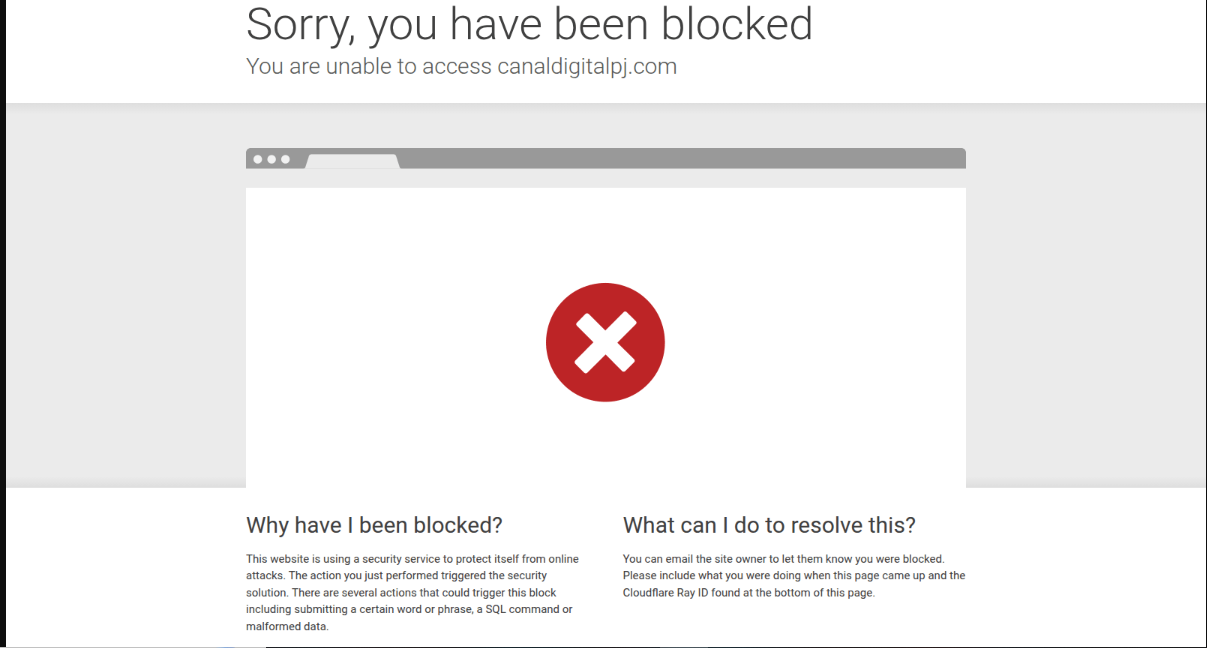 Sorry, you have been blocked
You are unable to access canaldigitalpj.com
Why have I been blocked?
This website is using a security service to protect itself from online
attacks. The action you just performed triggered the security
solution. There are several actions that could trigger this block
including submitting a certain word or phrase, a SQL command or
malformed data.
What can I do to resolve this?
You can email the site owner to let them know you were blocked.
Please include what you were doing when this page came up and the
Cloudflare Ray ID found at the bottom of this page.